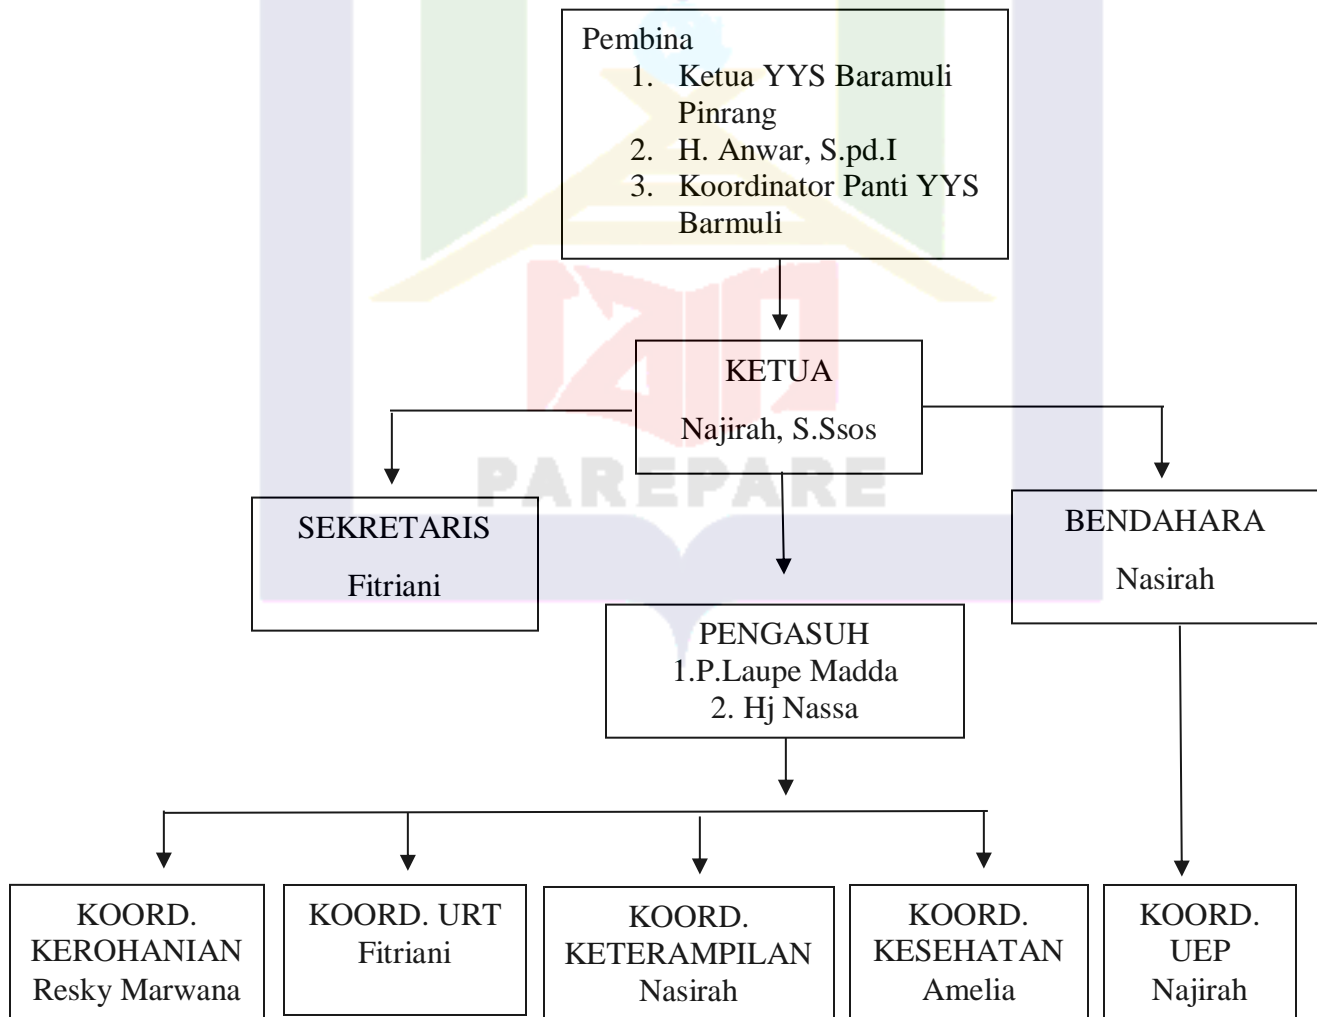 Pembina
1. Ketua YYS Baramuli
Pinrang
2. H. Anwar, S.pd.I
3. Koordinator Panti YYS
Barmuli
KETUA
Najirah, S.Ssos
PAREPARE
SEKRETARIS
Fitriani
BENDAHARA
Nasirah
PENGASUH
1.P.Laupe Madda
2. Hj Nassa
KOORD.
KEROHANIAN
Resky Marwana
KOORD. URT
Fitriani
KOORD.
KETERAMPILAN
Nasirah
KOORD.
KESEHATAN
Amelia
KOORD.
UEP
Najirah